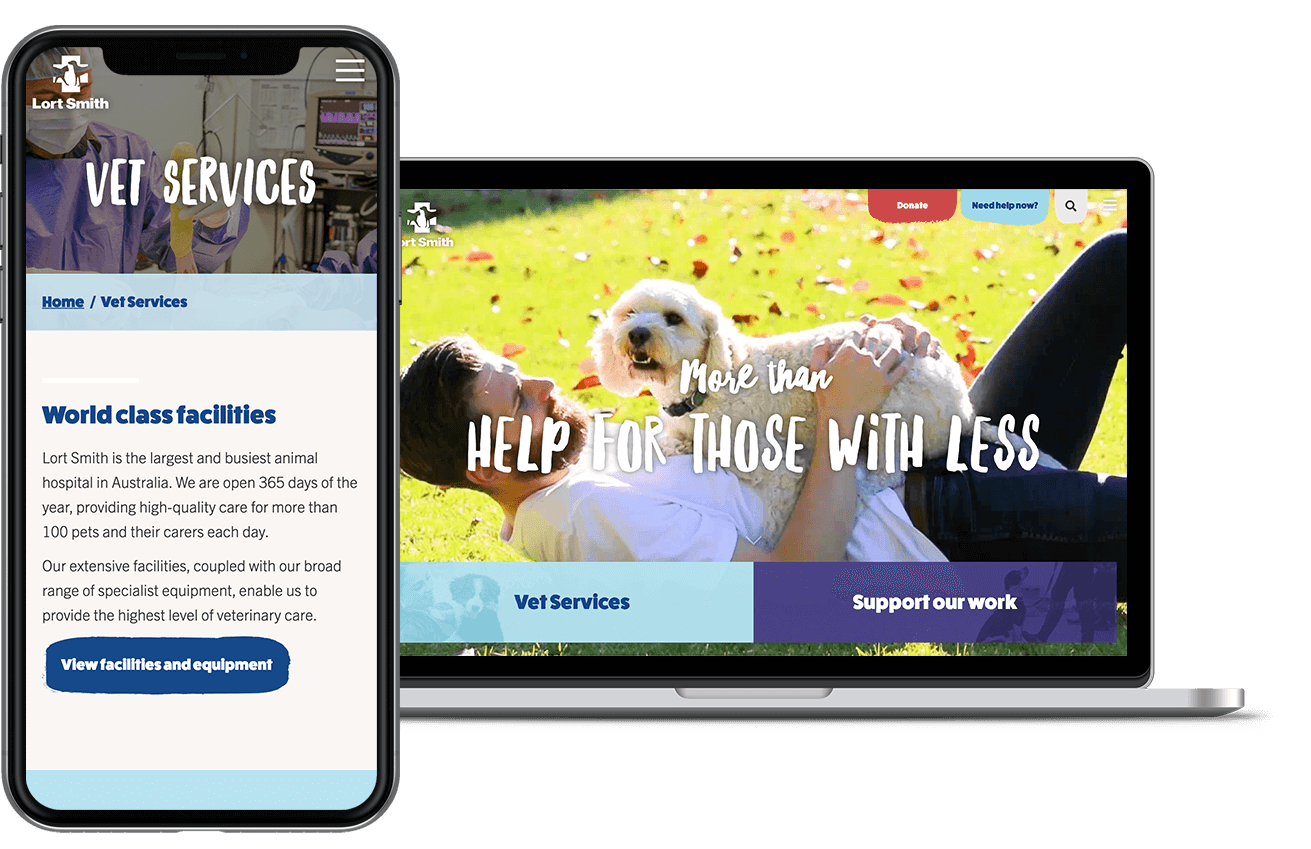 Lort Smith
VET SERVICES
Home / Vet Services
World class facilities
Lort Smith is the largest and busiest animal
hospital in Australia. We are open 365 days of the
year, providing high-quality care for more than
100 pets and their carers each day.
Our extensive facilities, coupled with our broad
range of specialist equipment, enable us to
provide the highest level of veterinary care.
View facilities and equipment
Donate
Need help now?
ort Smith
More than
HELP FOR THOSE WITH LESS
Vet Services
Support our work